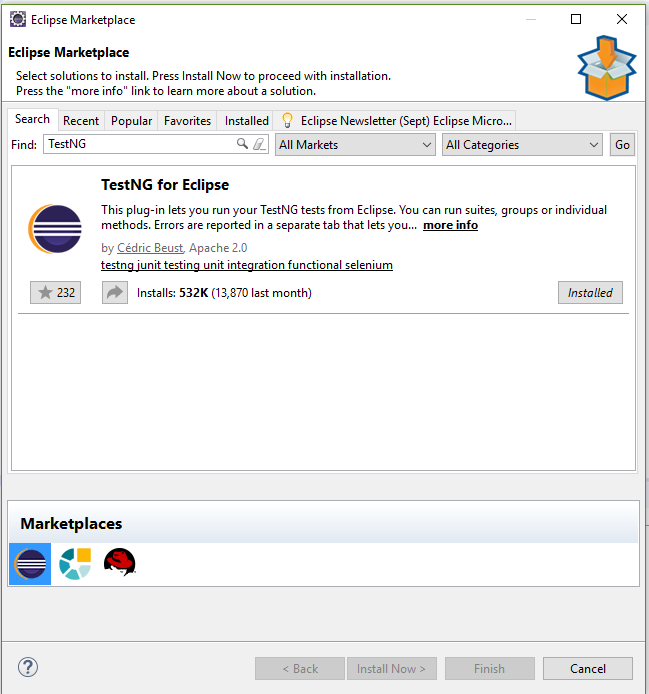 Eclipse Marketplace
Eclipse Marketplace
Select solutions to install. Press Install Now to proceed with installation.
Press the "more info" link to learn more about a solution.
Search Recent Popular Favorites Installed Eclipse Newsletter (Sept) Eclipse Micro...
Find: TestNG All Markets All Categories Go
TestNG for Eclipse
This plug-in lets you run your TestNG tests from Eclipse. You can run suites, groups or individual
methods. Errors are reported in a separate tab that lets you... more info
by Cédric Beust, Apache 2.0
testng junit testing unit integration functional selenium
232 Installs: 532K (13,870 last month) Installed
Marketplaces
? < Back Install Now > Finish Cancel